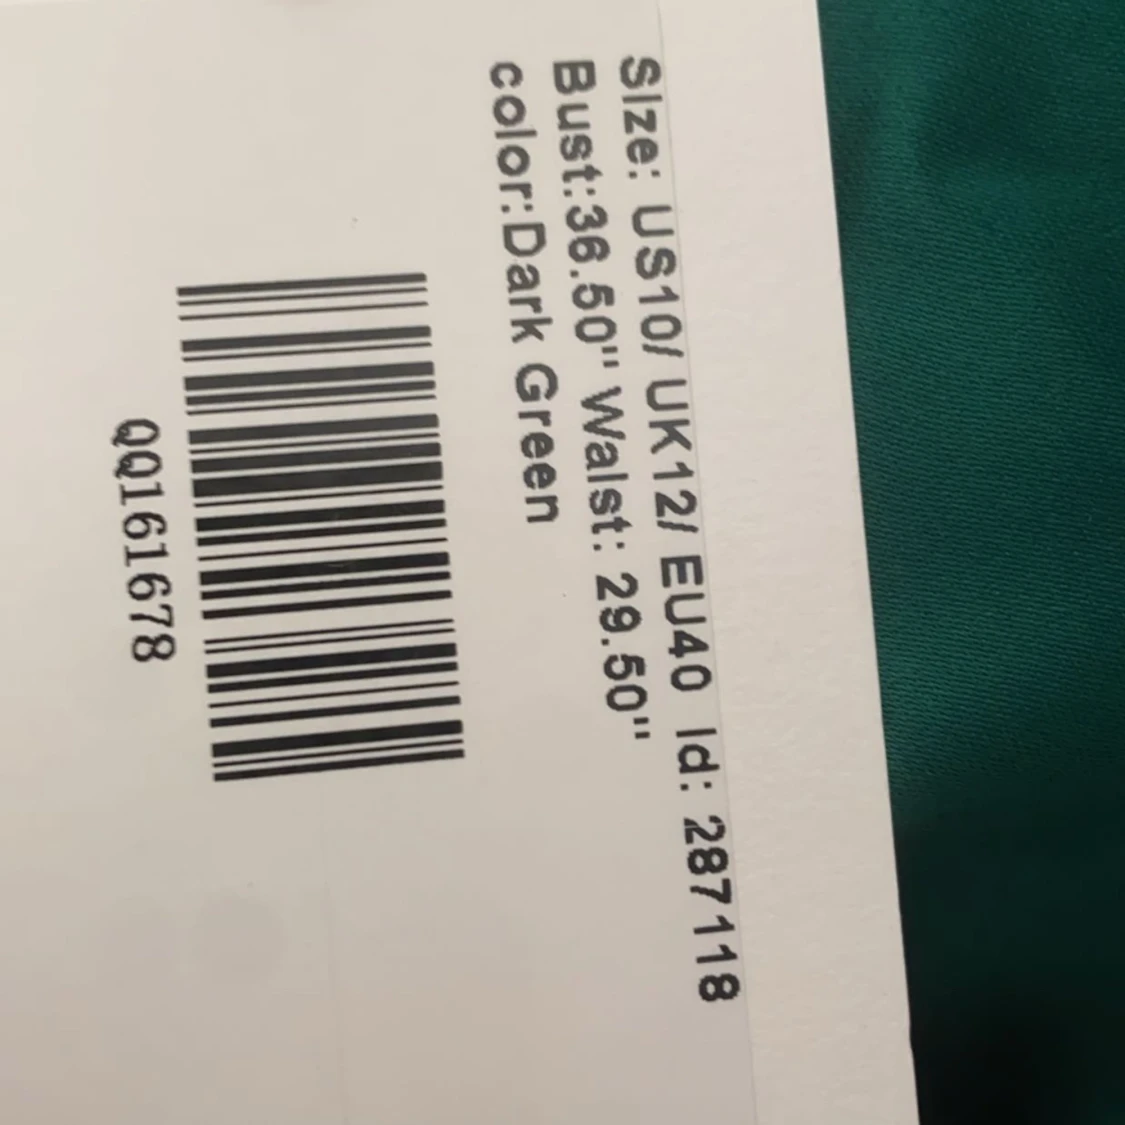 Size: US10/ UK12/ EU40 Id: 287118
Bust:36.50" Waist: 29.50"
color:Dark Green
QQ161678